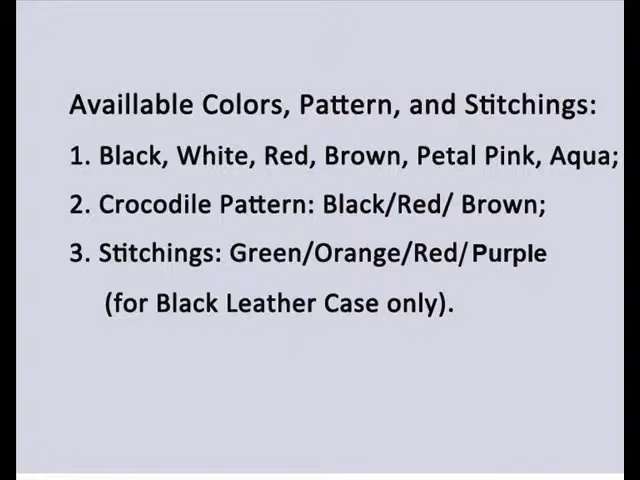 Availlable Colors, Pattern, and Stitchings:
1. Black, White, Red, Brown, Petal Pink, Aqua;
2. Crocodile Pattern: Black/Red/ Brown;
3. Stitchings: Green/Orange/Red/Purple
(for Black Leather Case only).